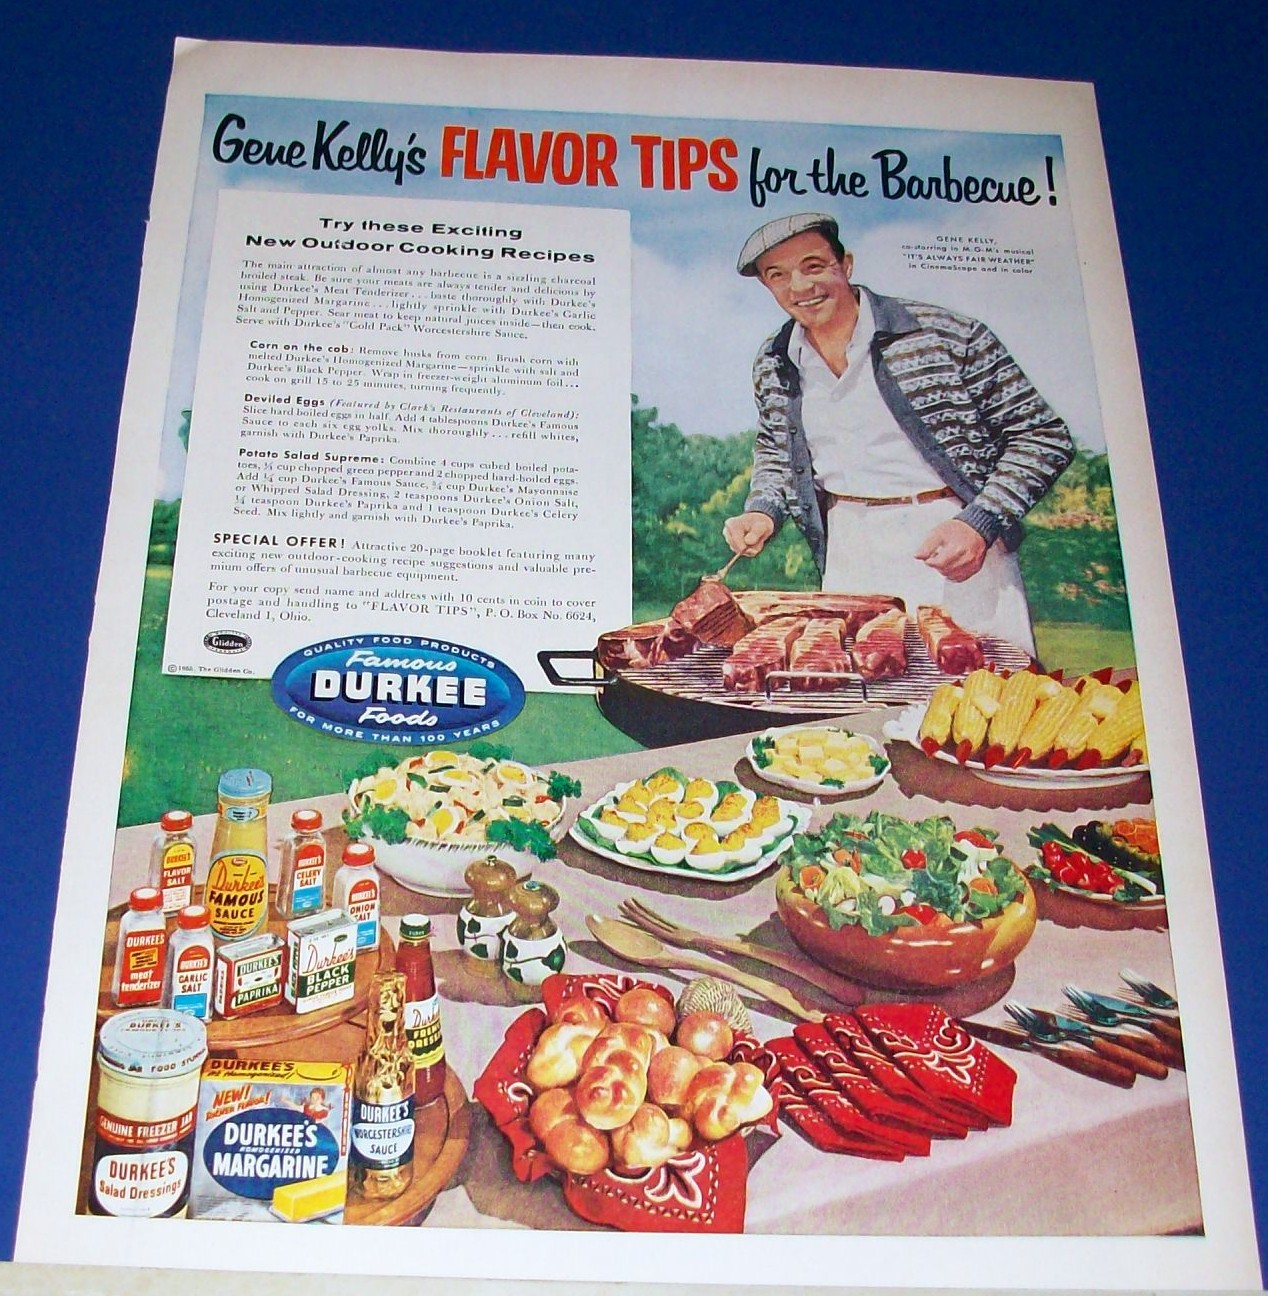 Gene Kelly's FLAVOR TIPS for the Barbecue!
GENE KELLY,
co-starring in M-G-M's musical
"IT'S ALWAYS FAIR WEATHER"
in CinemaScope and in color
Try these Exciting
New Outdoor Cooking Recipes
The main attraction of almost any barbecue is a sizzling charcoal
broiled steak. Be sure your meats are always tender and delicious by
using Durkee's Meat Tenderizer . . . baste thoroughly with Durkee's
Homogenized Margarine . . . lightly sprinkle with Durkee's Garlic
Salt and Pepper. Sear meat to keep natural juices inside—then cook.
Serve with Durkee's "Gold Pack" Worcestershire Sauce.
Corn on the cob: Remove husks from corn. Brush corn with
melted Durkee's Homogenized Margarine—sprinkle with salt and
Durkee's Black Pepper. Wrap in freezer-weight aluminum foil . . .
cook on grill 15 to 25 minutes, turning frequently.
Deviled Eggs (Featured by Clark's Restaurants of Cleveland):
Slice hard boiled eggs in half. Add 4 tablespoons Durkee's Famous
Sauce to each six egg yolks. Mix thoroughly . . . refill whites,
garnish with Durkee's Paprika.
Potato Salad Supreme: Combine 4 cups cubed boiled pota-
toes, cup chopped green pepper and 2 chopped hard-boiled eggs.
Add cup Durkee's Famous Sauce, cup Durkee's Mayonnaise
or Whipped Salad Dressing, 2 teaspoons Durkee's Onion Salt,
teaspoon Durkee's Paprika and 1 teaspoon Durkee's Celery
Seed. Mix lightly and garnish with Durkee's Paprika.
SPECIAL OFFER! Attractive 20-page booklet featuring many
exciting new outdoor-cooking recipe suggestions and valuable pre-
mium offers of unusual barbecue equipment.
For your copy send name and address with 10 cents in coin to cover
postage and handling to "FLAVOR TIPS", P. O. Box No. 6624,
Cleveland 1, Ohio.
Glidden
The Glidden Co.
QUALITY FOOD PRODUCTS
Famous
DURKEE
Foods
FOR MORE THAN 100 YEARS
DURKEE'S
FLAVOR
SALT
Durkee's
FAMOUS
SAUCE
DURKEE'S
CELERY
SALT
DURKEE'S
ONION
SALT
DURKEE'S
meat
tenderizer
DURKEE'S
GARLIC
SALT
DURKEE'S
PAPRIKA
Durkee's
BLACK
PEPPER
DURKEE'S
GENUINE FREEZER JAR
DURKEE'S
Salad Dressings
DURKEE'S
NEW!
DURKEE'S
HOMOGENIZED
MARGARINE
DURKEE'S
WORCESTERSHIRE
SAUCE